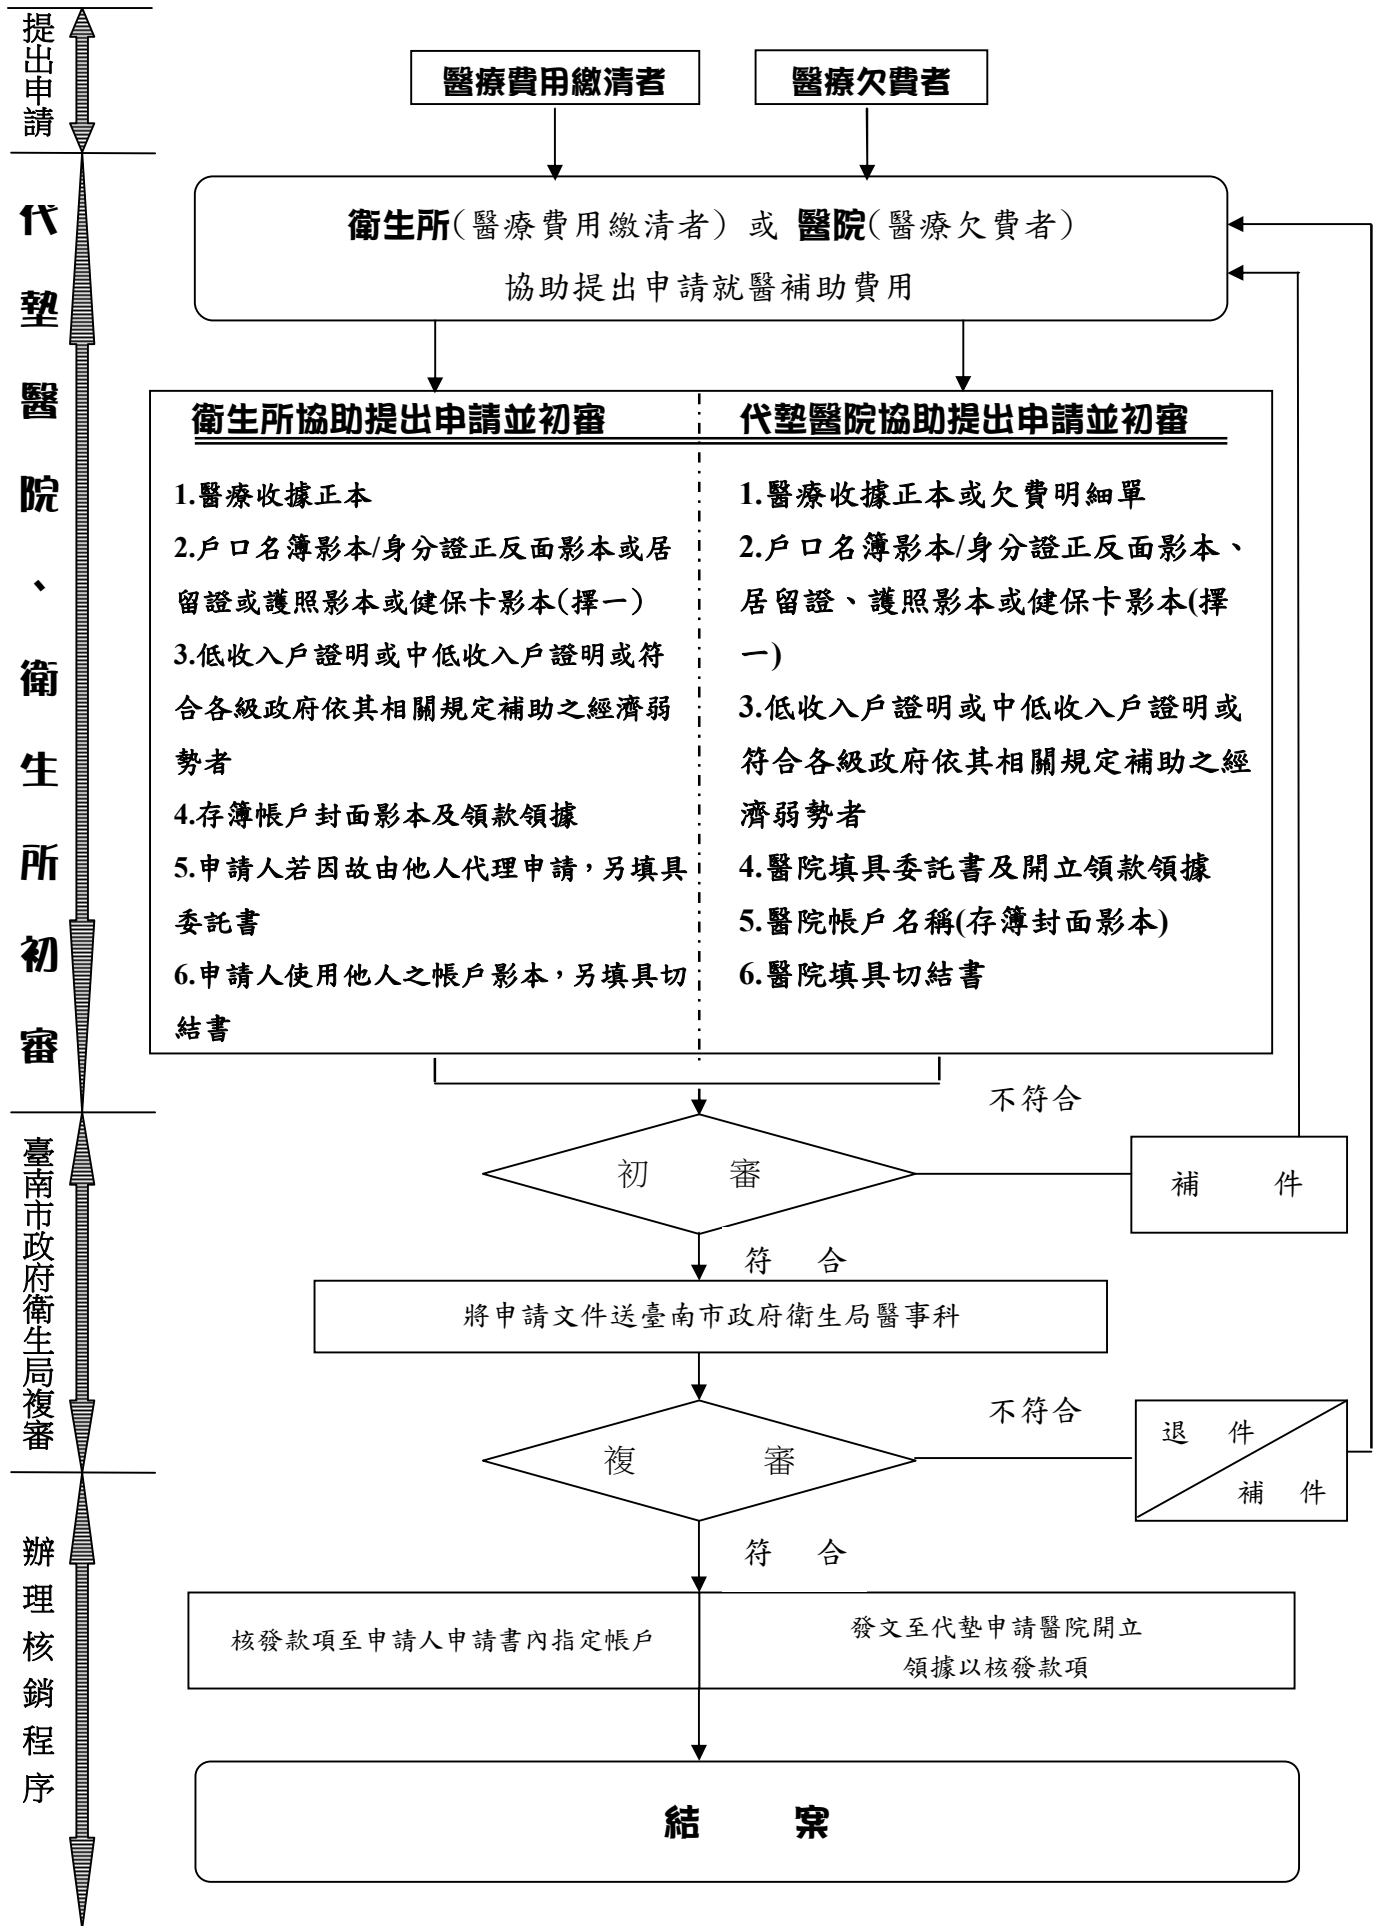 提出申請
醫療費用繳清者
醫療欠費者
代墊醫院、衛生所初審
衛生所(醫療費用繳清者) 或 醫院(醫療欠費者)
協助提出申請就醫補助費用
衛生所協助提出申請並初審
1.醫療收據正本
2.戶口名簿影本/身分證正反面影本或居
留證或護照影本或健保卡影本(擇一)
3.低收入戶證明或中低收入戶證明或符
合各級政府依其相關規定補助之經濟弱
勢者
4.存簿帳戶封面影本及領款領據
5.申請人若因故由他人代理申請，另填具
委託書
6.申請人使用他人之帳戶影本，另填具切
結書
代墊醫院協助提出申請並初審
1.醫療收據正本或欠費明細單
2.戶口名簿影本/身分證正反面影本、
居留證、護照影本或健保卡影本(擇
一)
3.低收入戶證明或中低收入戶證明或
符合各級政府依其相關規定補助之經
濟弱勢者
4.醫院填具委託書及開立領款領據
5.醫院帳戶名稱(存簿封面影本)
6.醫院填具切結書
臺南市政府衛生局複審
初 審
不符合
補 件
符 合
將申請文件送臺南市政府衛生局醫事科
複 審
不符合
退 件
補 件
符 合
辦理核銷程序
核發款項至申請人申請書內指定帳戶
發文至代墊申請醫院開立
領據以核發款項
結 案